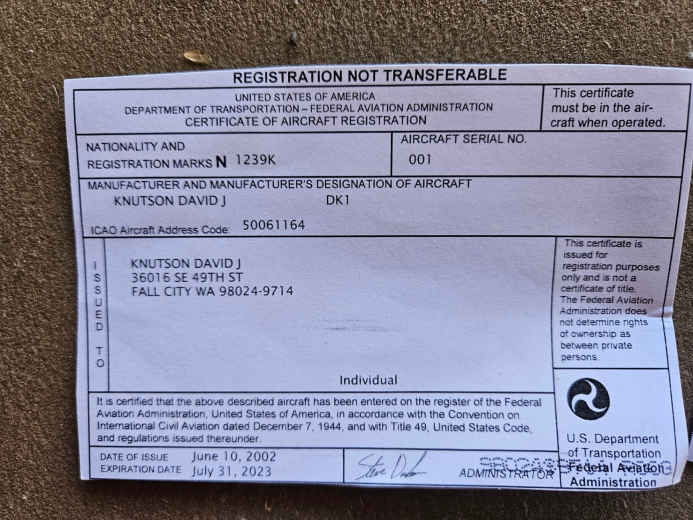 REGISTRATION NOT TRANSFERABLE
UNITED STATES OF AMERICA
DEPARTMENT OF TRANSPORTATION – FEDERAL AVIATION ADMINISTRATION
CERTIFICATE OF AIRCRAFT REGISTRATION
This certificate
must be in the air-
craft when operated.
NATIONALITY AND
REGISTRATION MARKS N 1239K
AIRCRAFT SERIAL NO.
001
MANUFACTURER AND MANUFACTURER'S DESIGNATION OF AIRCRAFT
KNUTSON DAVID J DK1
ICAO Aircraft Address Code: 50061164
ISSUED TO
KNUTSON DAVID J
36016 SE 49TH ST
FALL CITY WA 98024-9714
Individual
This certificate is
issued for
registration purposes
only and is not a
certificate of title.
The Federal Aviation
Administration does
not determine rights
of ownership as
between private
persons.
It is certified that the above described aircraft has been entered on the register of the Federal
Aviation Administration, United States of America, in accordance with the Convention on
International Civil Aviation dated December 7, 1944, and with Title 49, United States Code,
and regulations issued thereunder.
DATE OF ISSUE June 10, 2002
EXPIRATION DATE July 31, 2023
ADMINISTRATOR
U.S. Department
of Transportation
Federal Aviation
Administration